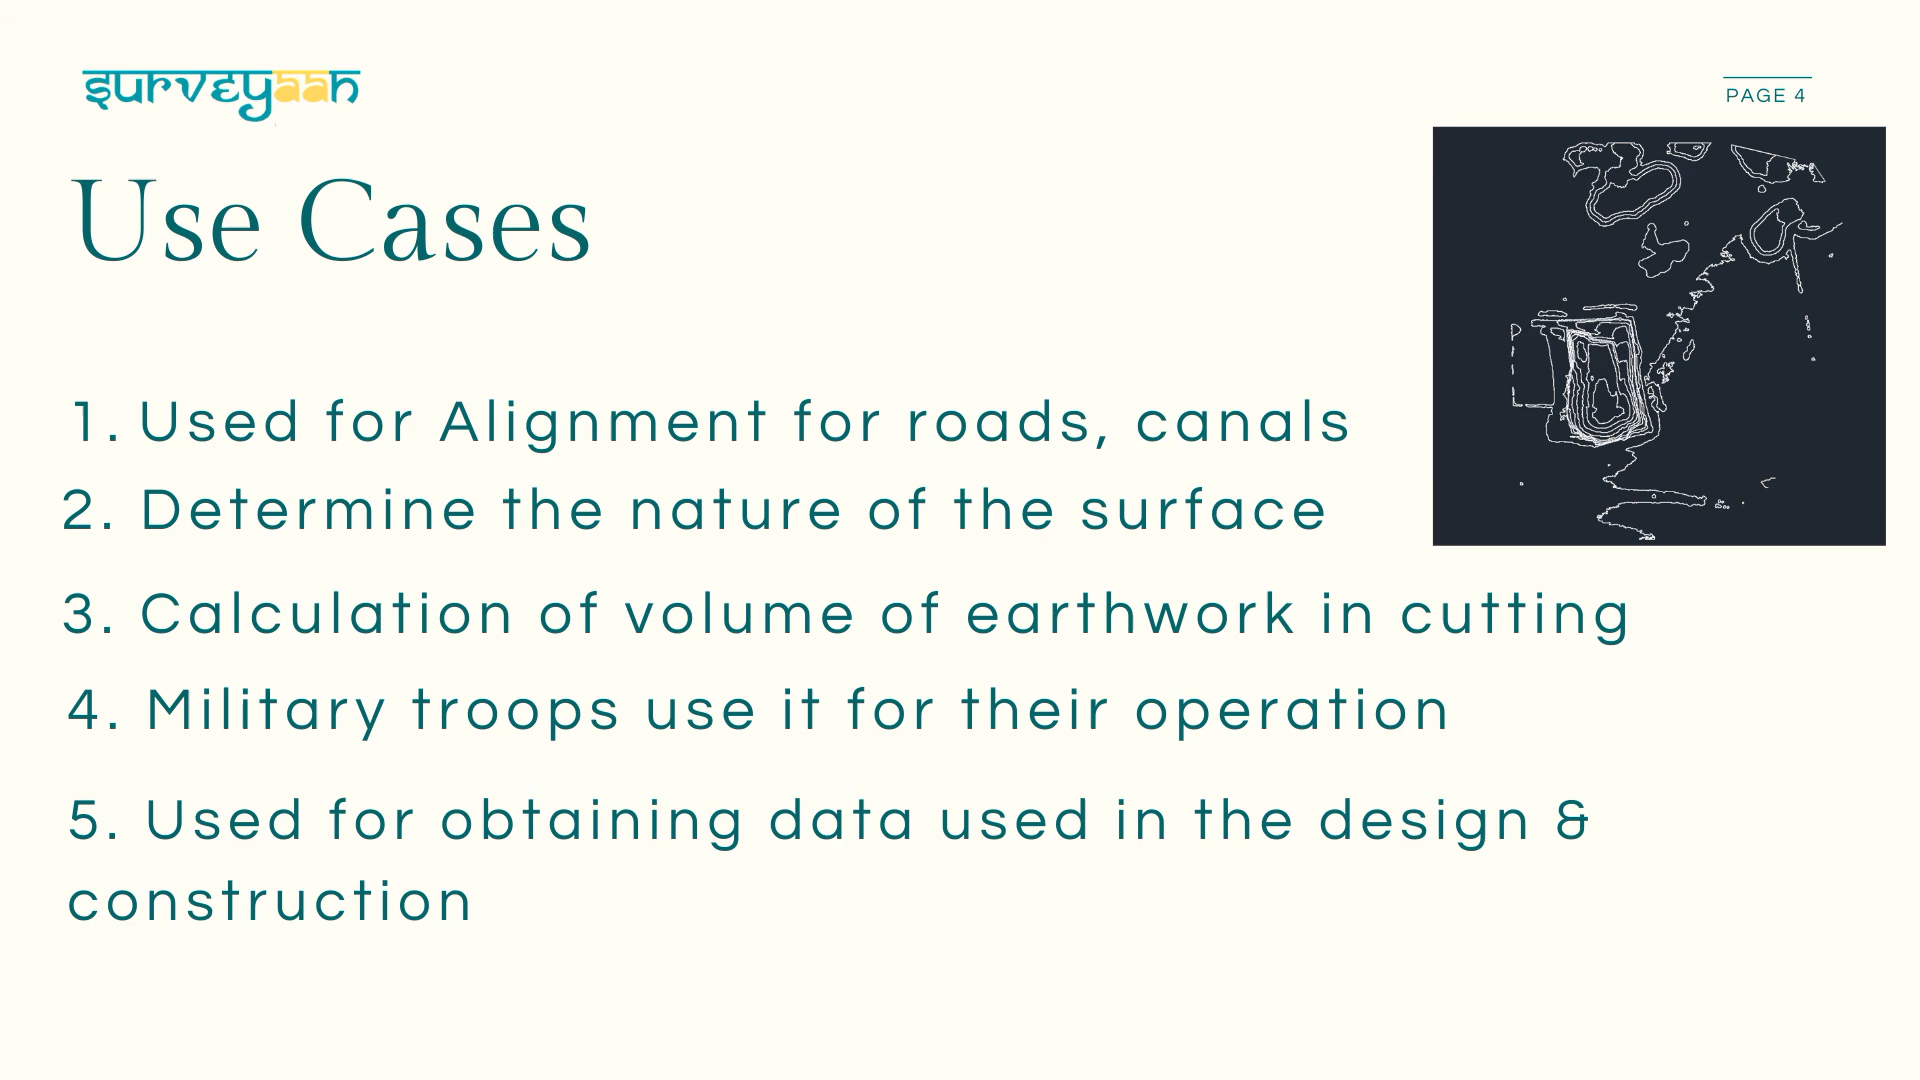 surveyaan
PAGE 4
Use Cases
1. Used for Alignment for roads, canals
2. Determine the nature of the surface
3. Calculation of volume of earthwork in cutting
4. Military troops use it for their operation
5. Used for obtaining data used in the design &
construction